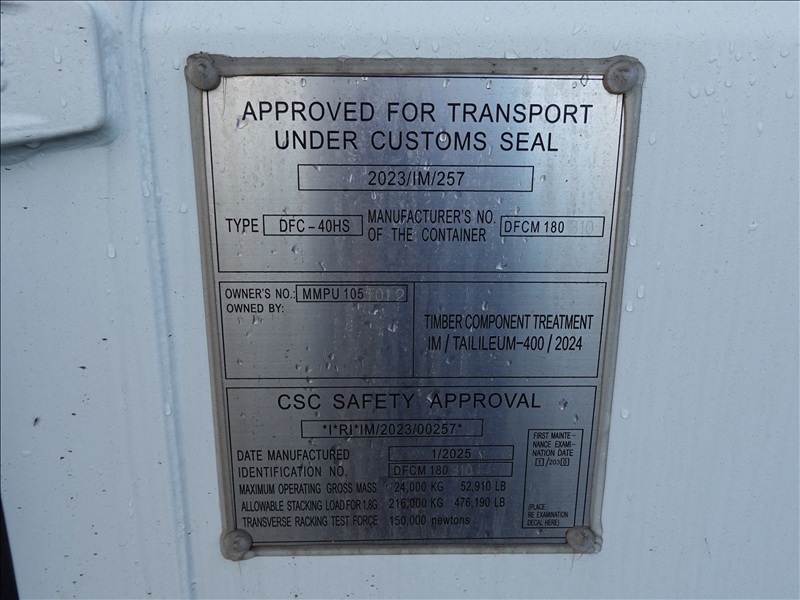 APPROVED FOR TRANSPORT
UNDER CUSTOMS SEAL
2023/IM/257
TYPE DFC-40HS MANUFACTURER'S NO. OF THE CONTAINER DFCM 180 310
OWNER'S NO.: MMPU 105
OWNED BY:
TIMBER COMPONENT TREATMENT
IM / TAILILEUM-400 / 2024
CSC SAFETY APPROVAL
*I*RI*IM/2023/00257*
DATE MANUFACTURED 1/2025
IDENTIFICATION NO. DFCM 180 310
MAXIMUM OPERATING GROSS MASS 24,000 KG 52,910 LB
ALLOWABLE STACKING LOAD FOR 1,8G 216,000 KG 476,190 LB
TRANSVERSE RACKING TEST FORCE 150,000 newtons
FIRST MAINTE-
NANCE EXAMI-
NATION DATE
1/2030
(PLACE
RE EXAMINATION
DECAL HERE)